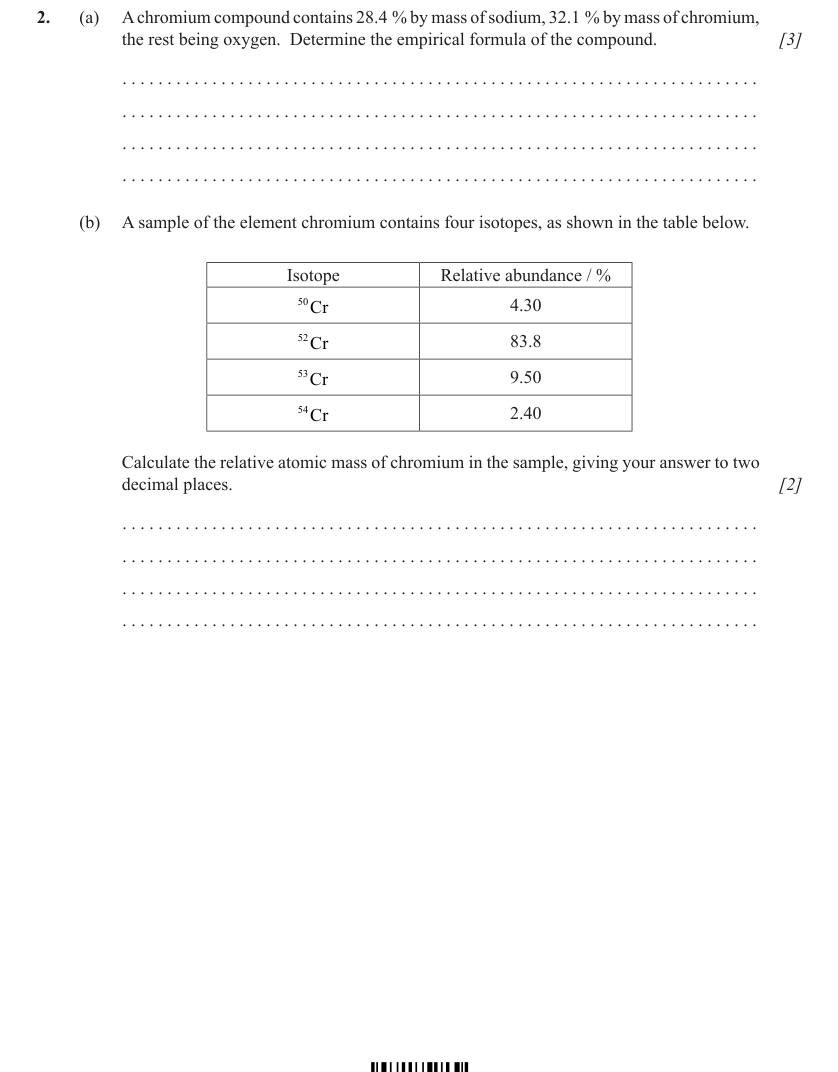 2. (a) A chromium compound contains 28.4 % by mass of sodium, 32.1 % by mass of chromium,
the rest being oxygen. Determine the empirical formula of the compound. [3]
(b) A sample of the element chromium contains four isotopes, as shown in the table below.
Isotope Relative abundance / %
⁵⁰Cr 4.30
⁵²Cr 83.8
⁵³Cr 9.50
⁵⁴Cr 2.40
Calculate the relative atomic mass of chromium in the sample, giving your answer to two
decimal places. [2]